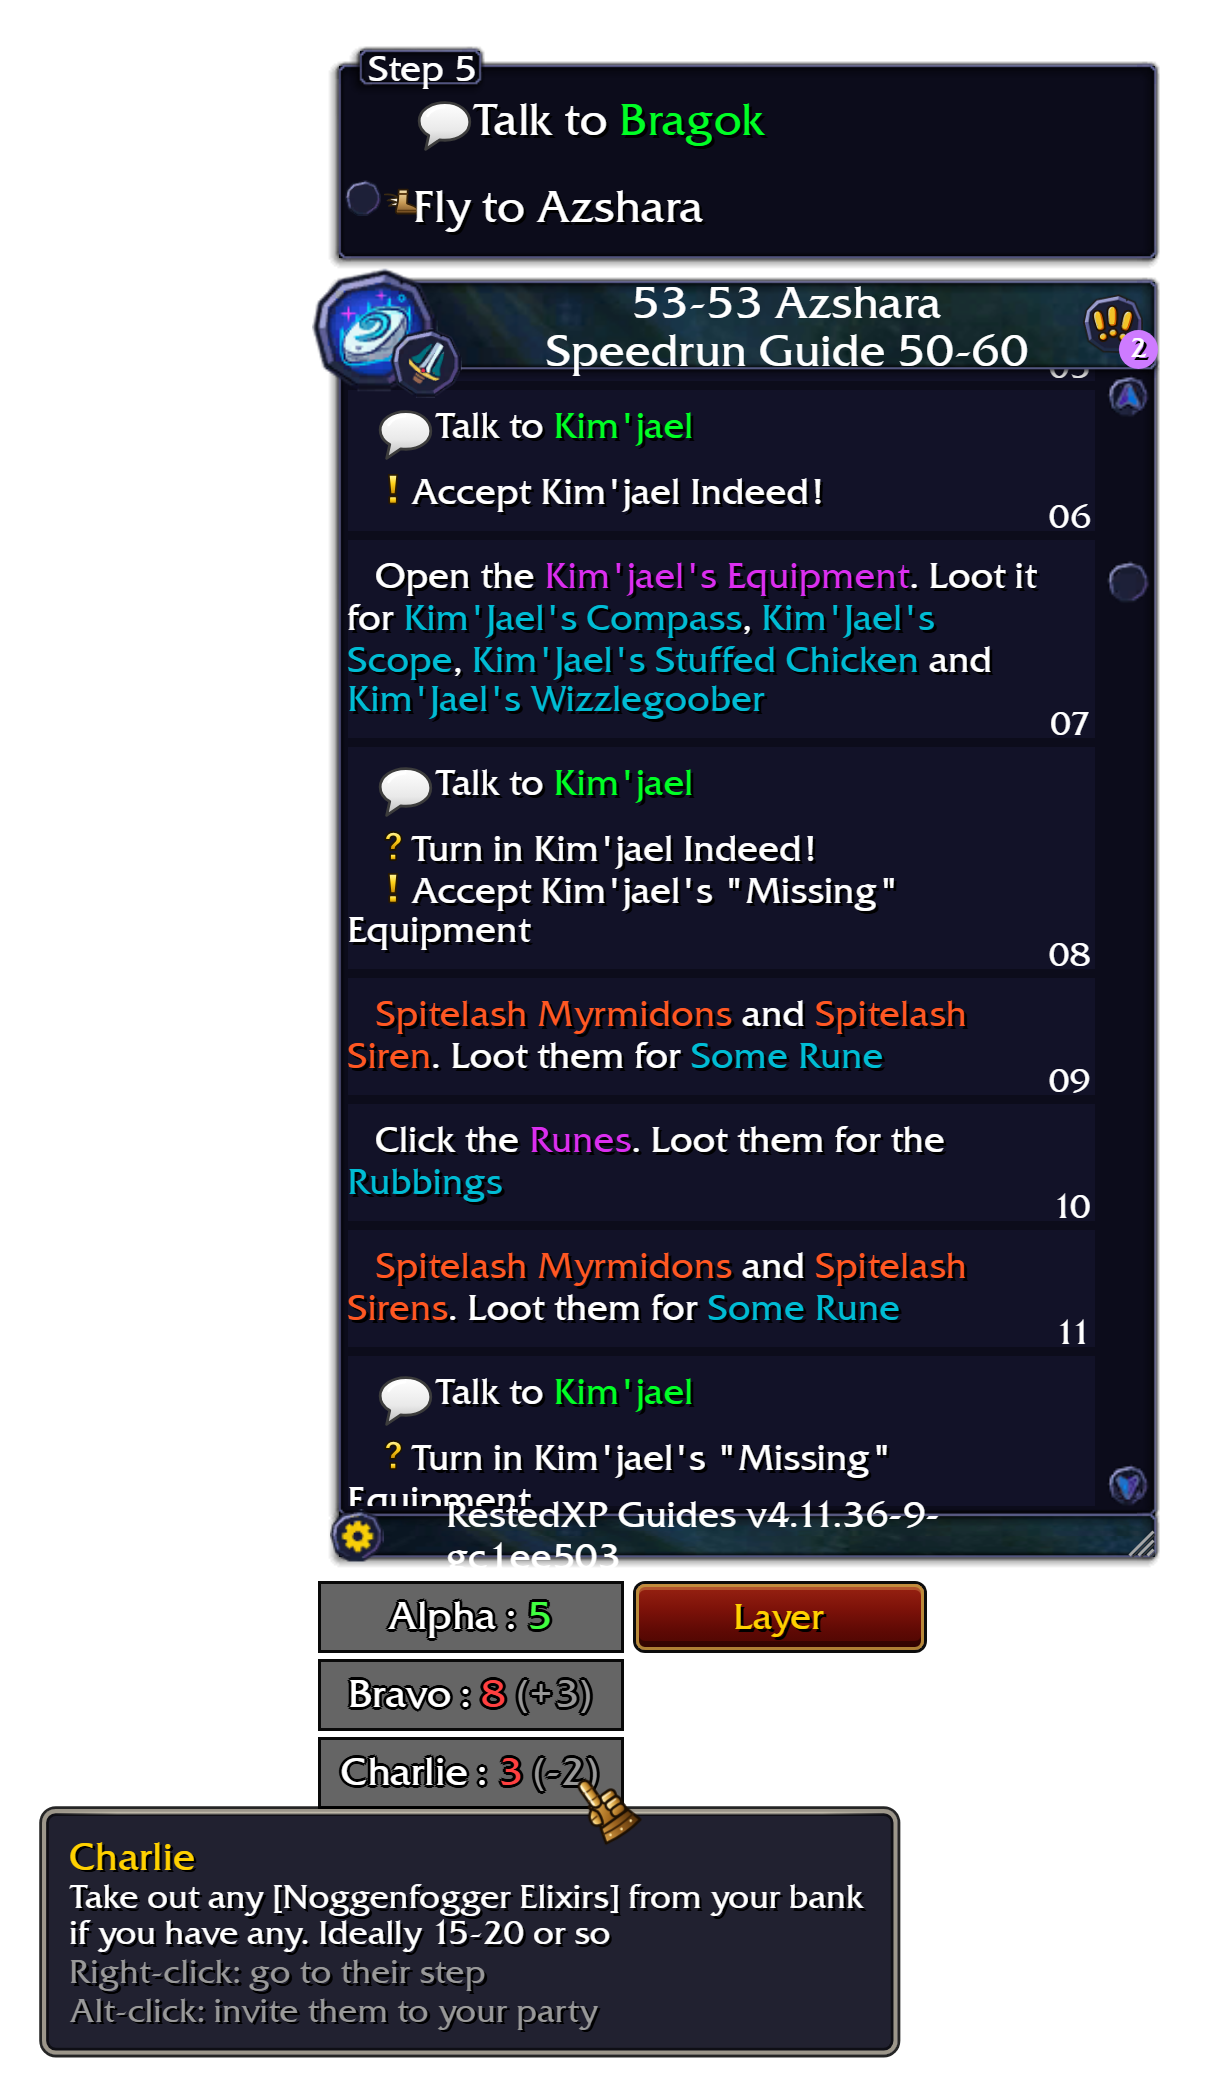 Step 5
Talk to Bragok
Fly to Azshara
53-53 Azshara
Speedrun Guide 50-60
2
05
Talk to Kim'jael
! Accept Kim'jael Indeed!
06
Open the Kim'jael's Equipment. Loot it
for Kim'Jael's Compass, Kim'Jael's
Scope, Kim'Jael's Stuffed Chicken and
Kim'Jael's Wizzlegoober
07
Talk to Kim'jael
? Turn in Kim'jael Indeed!
! Accept Kim'jael's "Missing"
Equipment
08
Spitelash Myrmidons and Spitelash
Siren. Loot them for Some Rune
09
Click the Runes. Loot them for the
Rubbings
10
Spitelash Myrmidons and Spitelash
Sirens. Loot them for Some Rune
11
Talk to Kim'jael
? Turn in Kim'jael's "Missing"
Equipment
RestedXP Guides v4.11.36-9-
gc1ee503
Alpha : 5
Layer
Bravo : 8 (+3)
Charlie : 3 (-2)
Charlie
Take out any [Noggenfogger Elixirs] from your bank
if you have any. Ideally 15-20 or so
Right-click: go to their step
Alt-click: invite them to your party